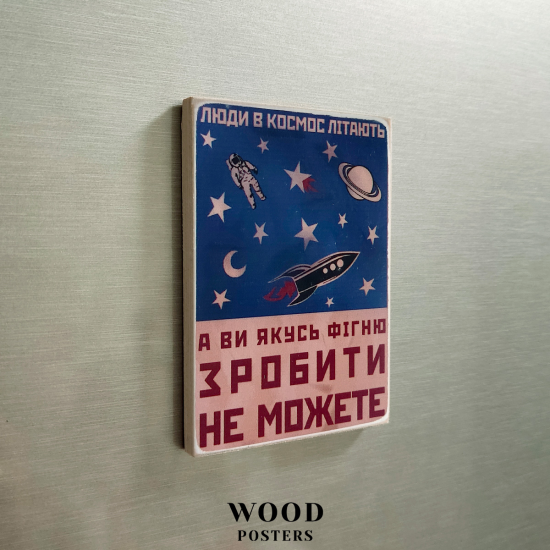 ЛЮДИ В КОСМОС ЛІТАЮТЬ
А ВИ ЯКУСЬ ФІГНЮ
ЗРОБИТИ
НЕ МОЖЕТЕ
WOOD
POSTERS